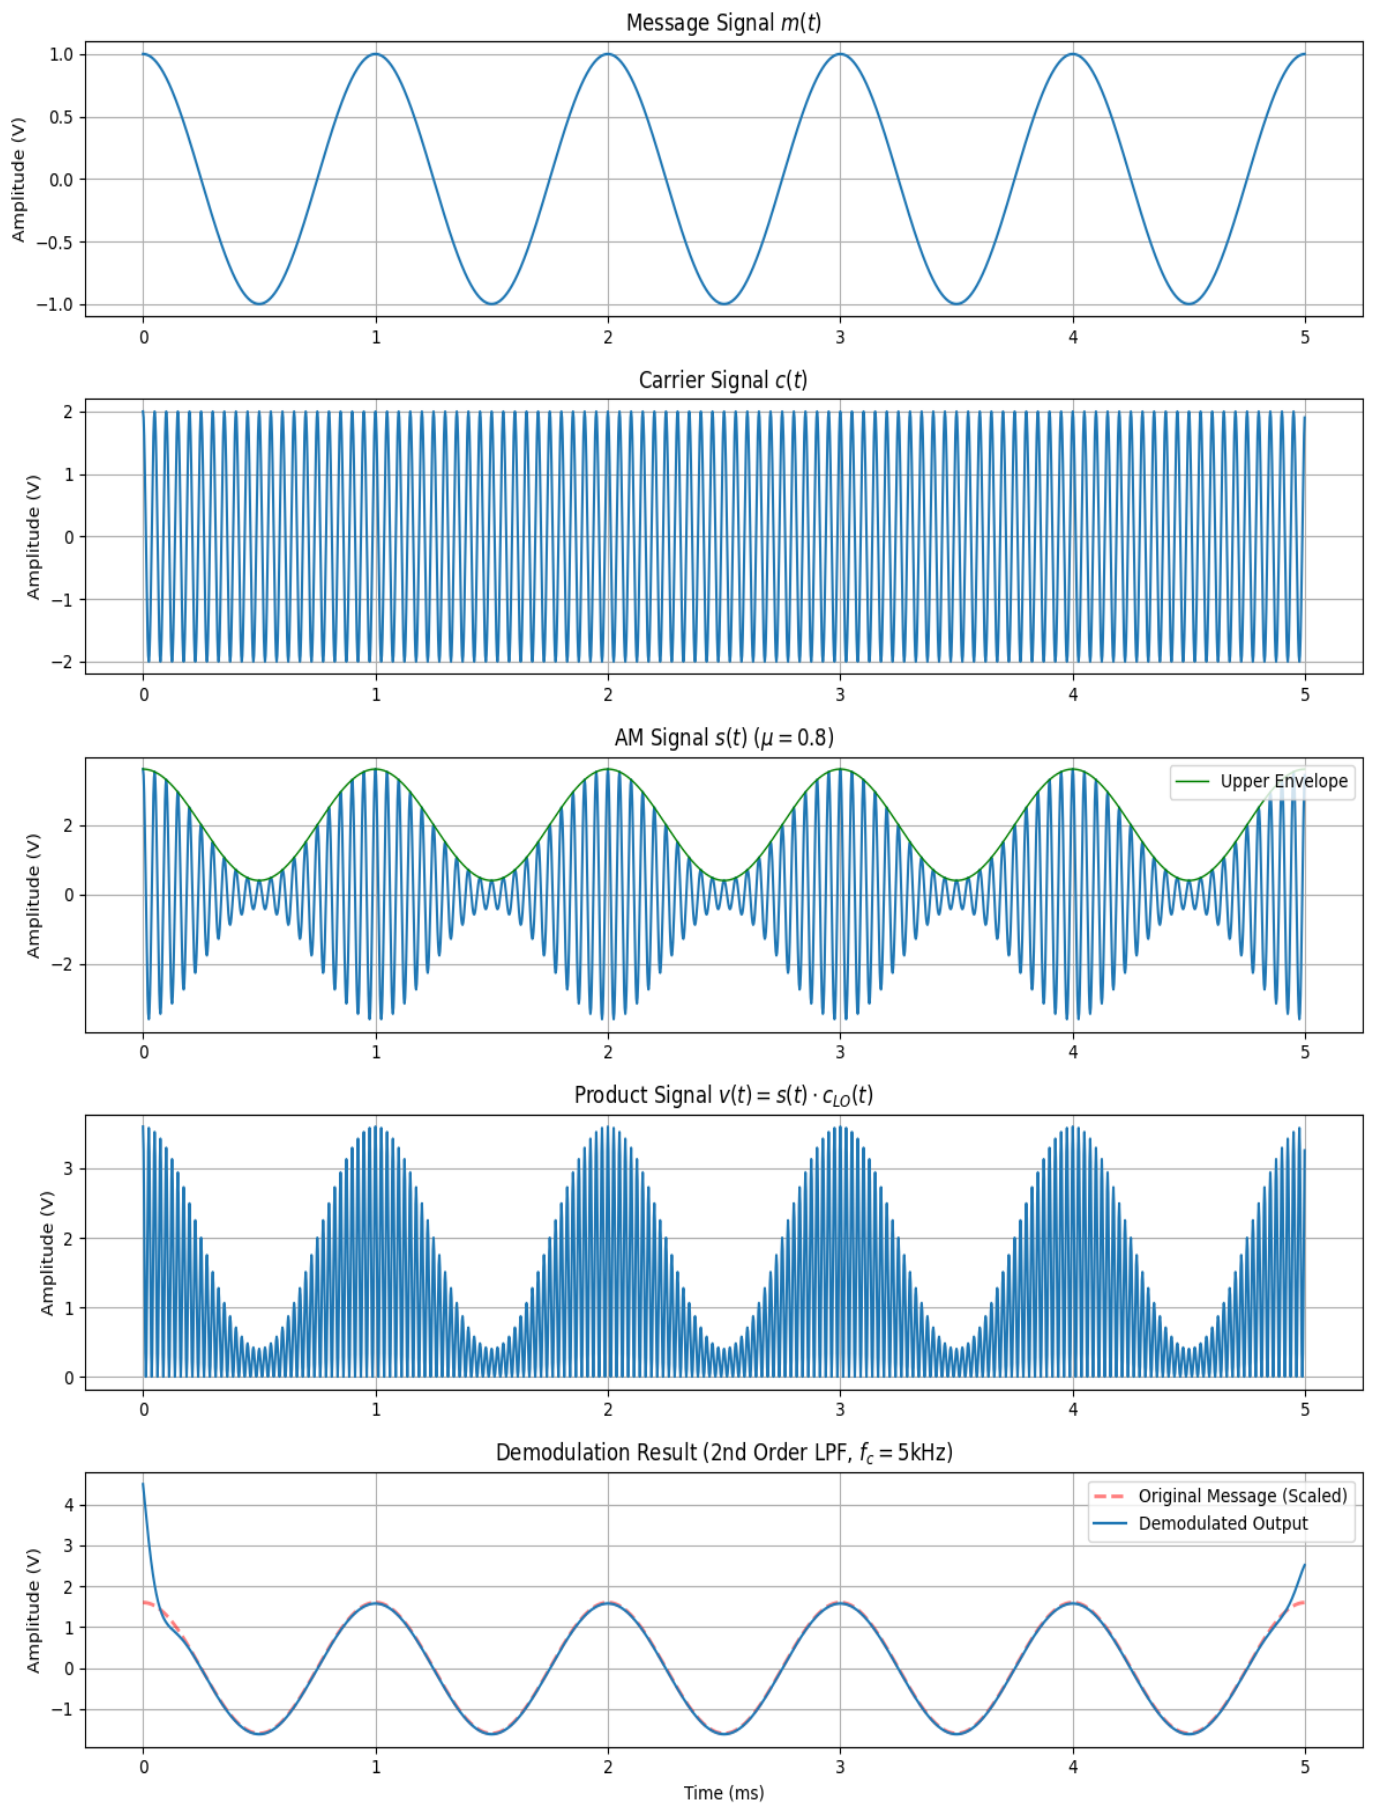 Message Signal m(t)
Amplitude (V)
1.0
0.5
0.0
−0.5
−1.0
0 1 2 3 4 5
Carrier Signal c(t)
Amplitude (V)
2
1
0
−1
−2
0 1 2 3 4 5
AM Signal s(t) (μ = 0.8)
Upper Envelope
Amplitude (V)
2
0
−2
0 1 2 3 4 5
Product Signal v(t) = s(t) · c_LO(t)
Amplitude (V)
3
2
1
0
0 1 2 3 4 5
Demodulation Result (2nd Order LPF, f_c = 5kHz)
Original Message (Scaled)
Demodulated Output
Amplitude (V)
4
3
2
1
0
−1
0 1 2 3 4 5
Time (ms)